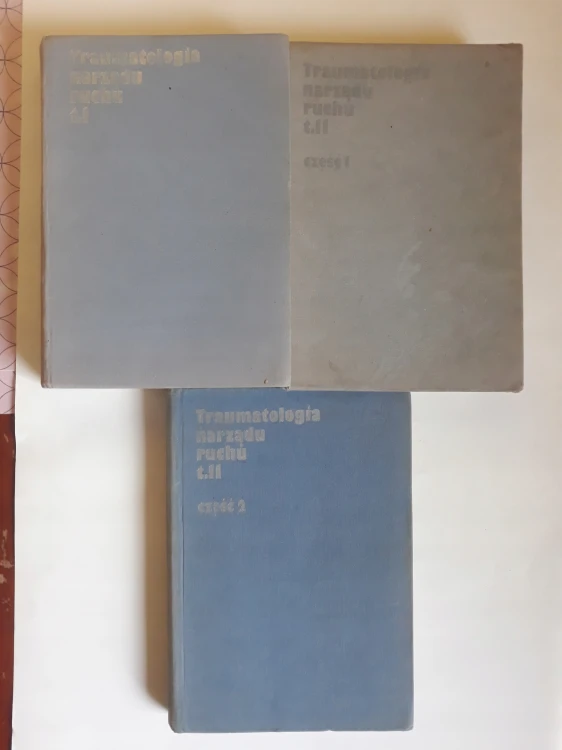 Traumatologia
narządu
ruchu
t.I
Traumatologia
narządu
ruchu
t.II
część 1
Traumatologia
narządu
ruchu
t.II
część 2